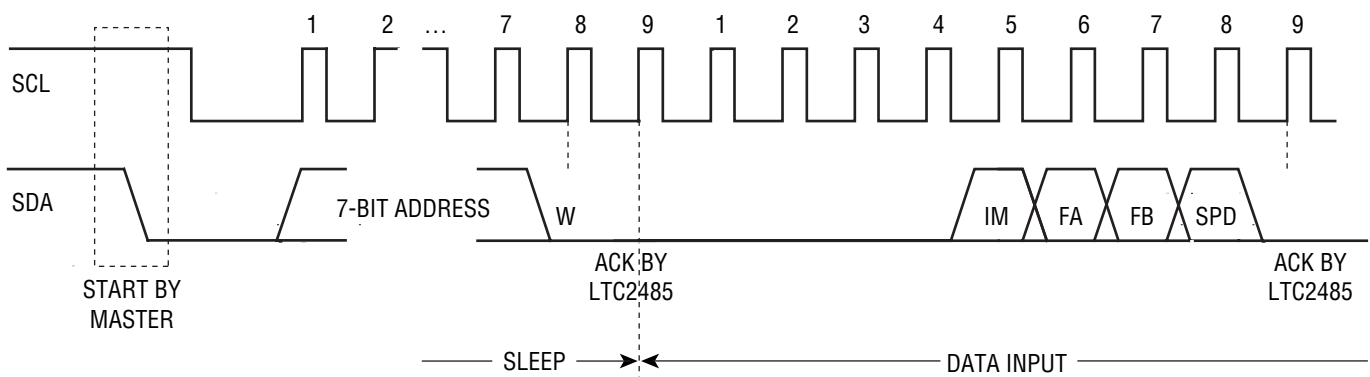 1 2 ... 7 8 9 1 2 3 4 5 6 7 8 9
SCL
SDA
7-BIT ADDRESS
W
IM FA FB SPD
START BY
MASTER
ACK BY
LTC2485
ACK BY
LTC2485
SLEEP
DATA INPUT